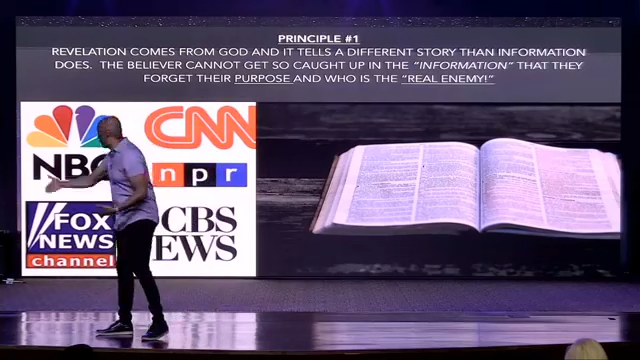 PRINCIPLE #1
REVELATION COMES FROM GOD AND IT TELLS A DIFFERENT STORY THAN INFORMATION
DOES. THE BELIEVER CANNOT GET SO CAUGHT UP IN THE "INFORMATION" THAT THEY
FORGET THEIR PURPOSE AND WHO IS THE "REAL ENEMY!"
CNN
NBC
npr
FOX
NEWS
channel
CBS
NEWS